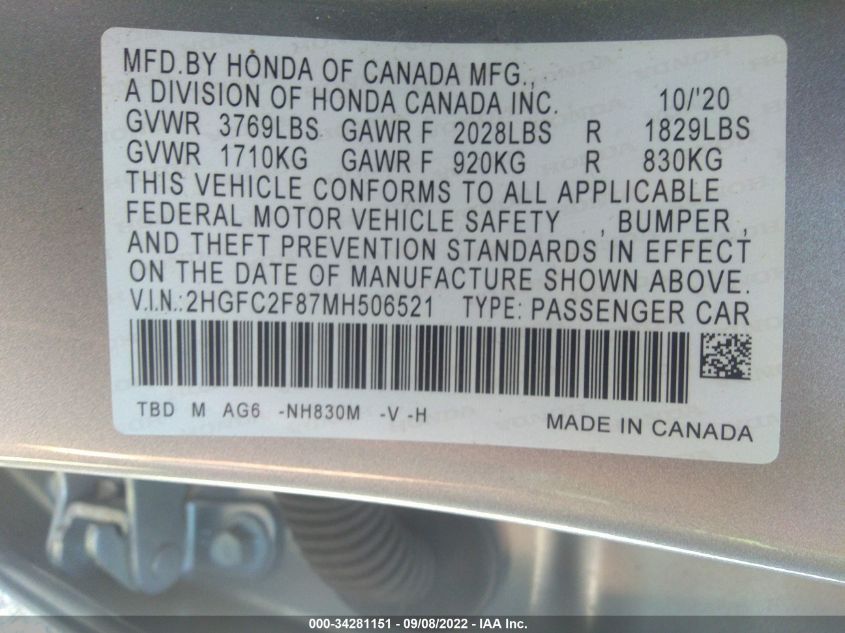 MFD.BY HONDA OF CANADA MFG.,
A DIVISION OF HONDA CANADA INC. 10/'20
GVWR 3769LBS GAWR F 2028LBS R 1829LBS
GVWR 1710KG GAWR F 920KG R 830KG
THIS VEHICLE CONFORMS TO ALL APPLICABLE
FEDERAL MOTOR VEHICLE SAFETY , BUMPER ,
AND THEFT PREVENTION STANDARDS IN EFFECT
ON THE DATE OF MANUFACTURE SHOWN ABOVE.
V.I.N.:2HGFC2F87MH506521 TYPE: PASSENGER CAR
TBD M AG6 -NH830M -V -H
MADE IN CANADA
000-34281151 - 09/08/2022 - IAA Inc.